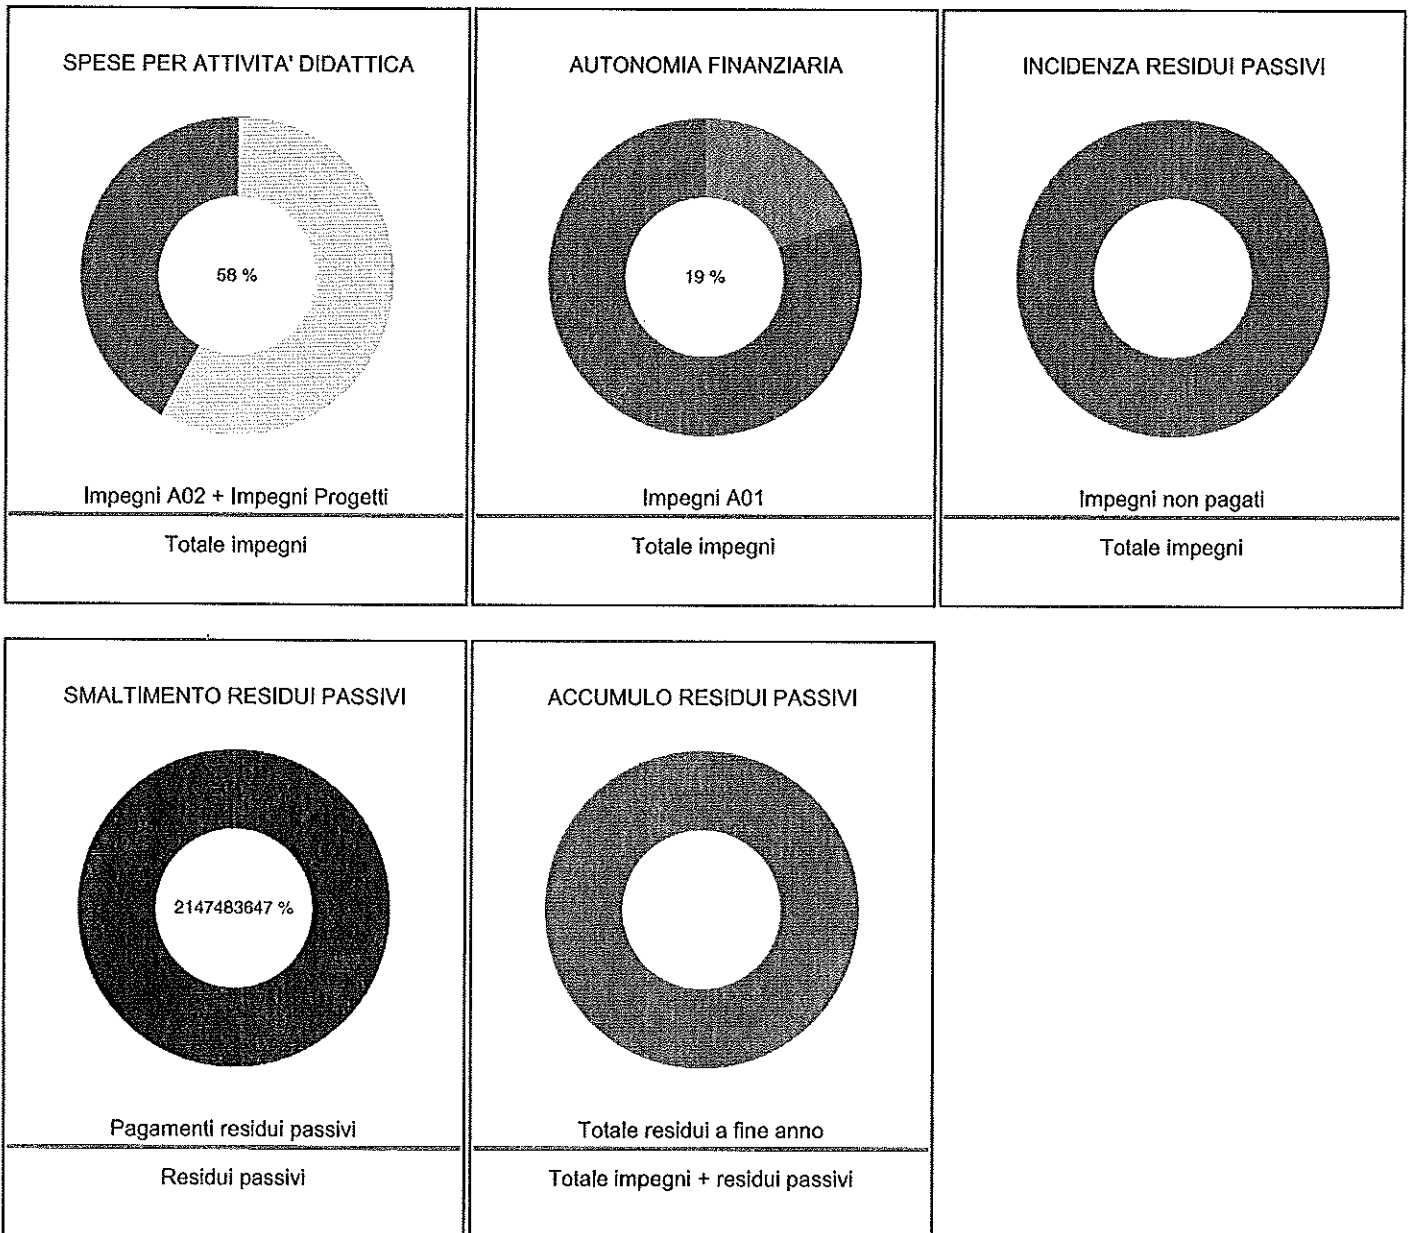 SPESE PER ATTIVITA' DIDATTICA
58 %
Impegni A02 + Impegni Progetti
Totale impegni
AUTONOMIA FINANZIARIA
19 %
Impegni A01
Totale impegni
INCIDENZA RESIDUI PASSIVI
Impegni non pagati
Totale impegni
SMALTIMENTO RESIDUI PASSIVI
2147483647 %
Pagamenti residui passivi
Residui passivi
ACCUMULO RESIDUI PASSIVI
Totale residui a fine anno
Totale impegni + residui passivi